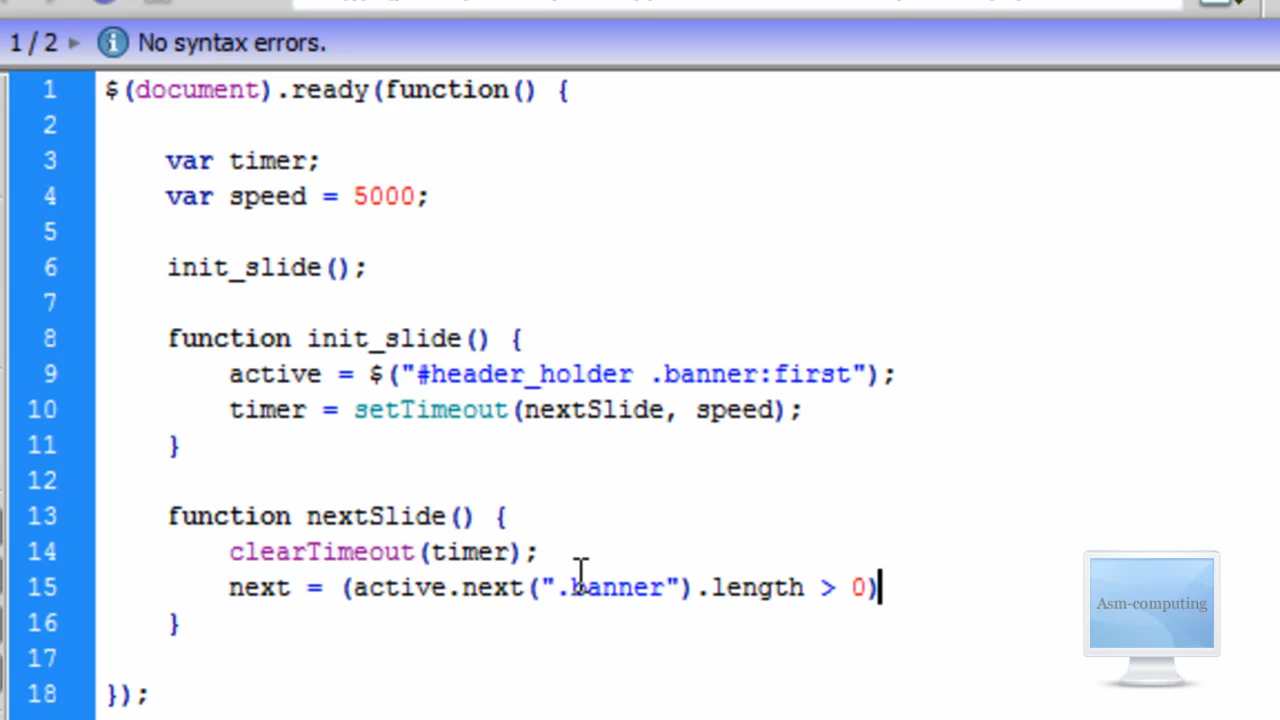 1 / 2 No syntax errors.
1 $(document).ready(function() {
2
3 var timer;
4 var speed = 5000;
5
6 init_slide();
7
8 function init_slide() {
9 active = $("#header_holder .banner:first");
10 timer = setTimeout(nextSlide, speed);
11 }
12
13 function nextSlide() {
14 clearTimeout(timer);
15 next = (active.next(".banner").length > 0)
16 }
17
18 });
Asm-computing